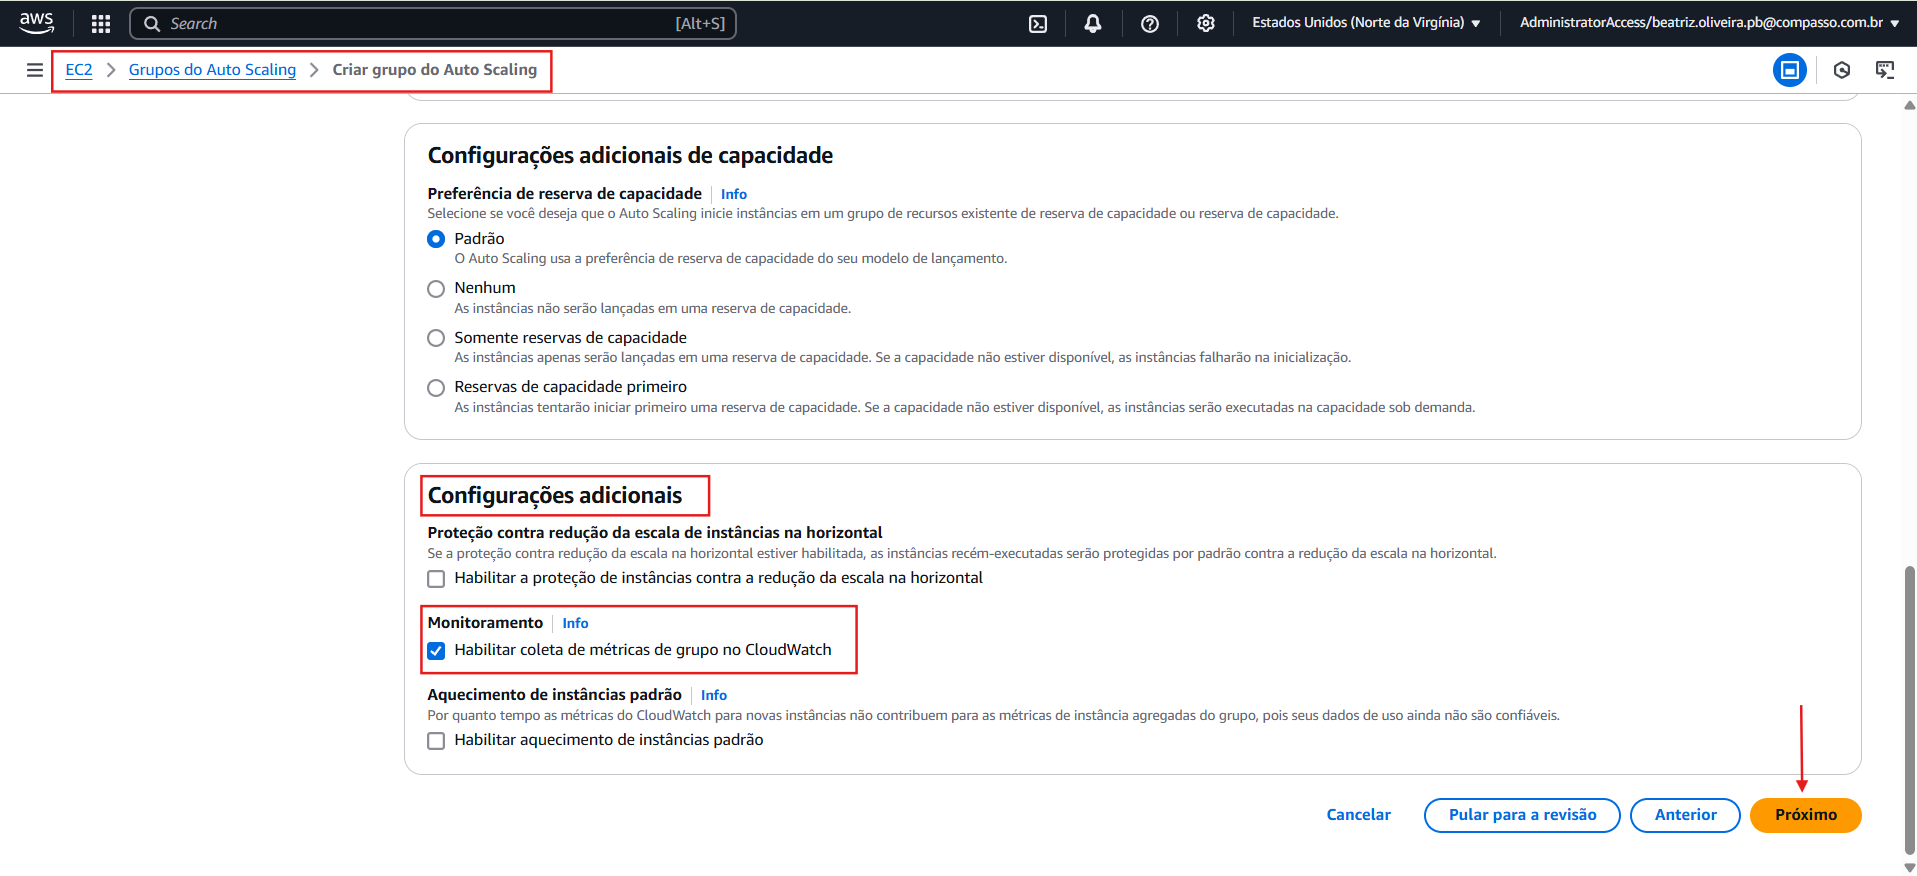 aws
Search [Alt+S]
Estados Unidos (Norte da Virgínia)
AdministratorAccess/beatriz.oliveira.pb@compasso.com.br
EC2 > Grupos do Auto Scaling > Criar grupo do Auto Scaling
Configurações adicionais de capacidade
Preferência de reserva de capacidade Info
Selecione se você deseja que o Auto Scaling inicie instâncias em um grupo de recursos existente de reserva de capacidade ou reserva de capacidade.
Padrão
O Auto Scaling usa a preferência de reserva de capacidade do seu modelo de lançamento.
Nenhum
As instâncias não serão lançadas em uma reserva de capacidade.
Somente reservas de capacidade
As instâncias apenas serão lançadas em uma reserva de capacidade. Se a capacidade não estiver disponível, as instâncias falharão na inicialização.
Reservas de capacidade primeiro
As instâncias tentarão iniciar primeiro uma reserva de capacidade. Se a capacidade não estiver disponível, as instâncias serão executadas na capacidade sob demanda.
Configurações adicionais
Proteção contra redução da escala de instâncias na horizontal
Se a proteção contra redução da escala na horizontal estiver habilitada, as instâncias recém-executadas serão protegidas por padrão contra a redução da escala na horizontal.
Habilitar a proteção de instâncias contra a redução da escala na horizontal
Monitoramento Info
Habilitar coleta de métricas de grupo no CloudWatch
Aquecimento de instâncias padrão Info
Por quanto tempo as métricas do CloudWatch para novas instâncias não contribuem para as métricas de instância agregadas do grupo, pois seus dados de uso ainda não são confiáveis.
Habilitar aquecimento de instâncias padrão
Cancelar Pular para a revisão Anterior Próximo